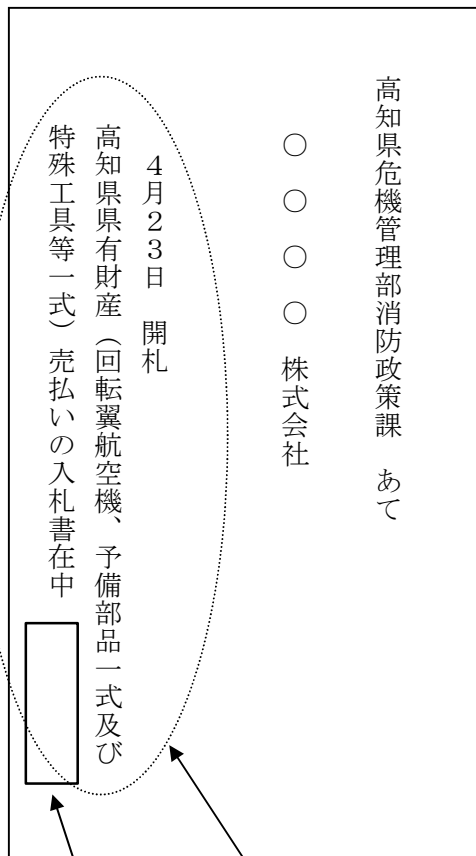 高知県危機管理部消防政策課　あて
○　○　○　○　株式会社
４月２３日　開札
高知県県有財産（回転翼航空機、予備部品一式及び
特殊工具等一式）売払いの入札書在中